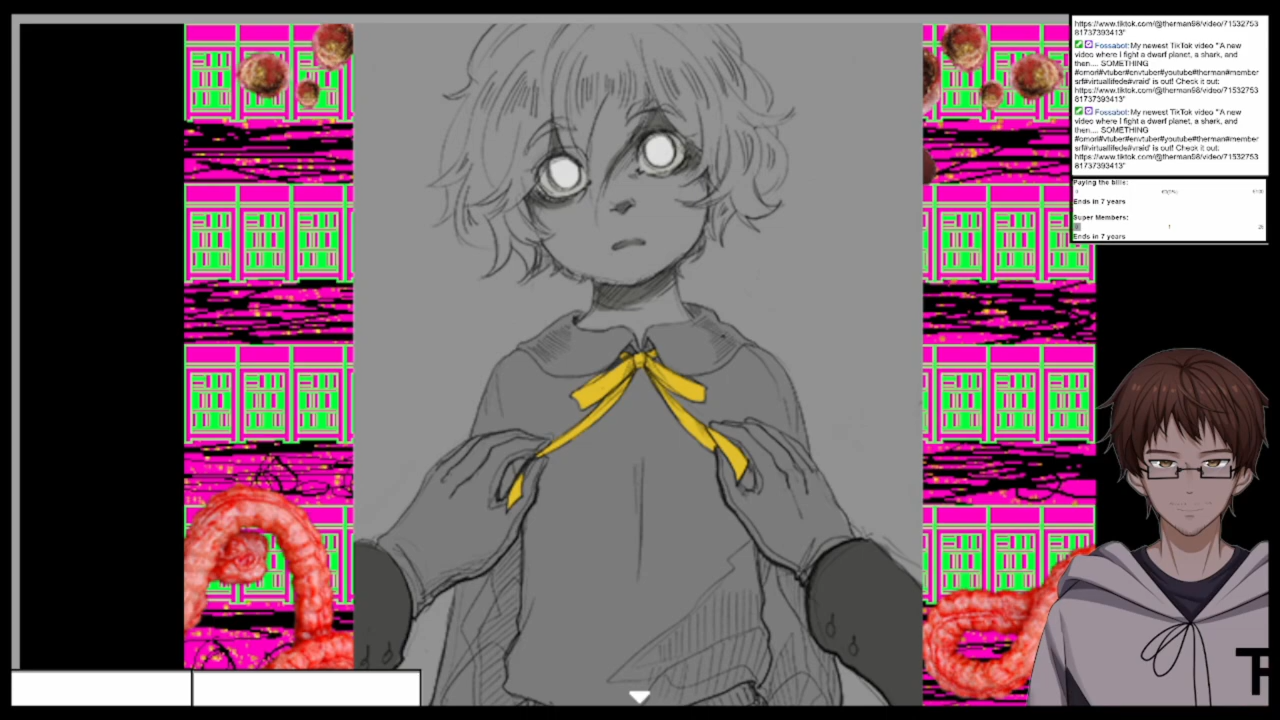 https://www.tiktok.com/@therman98/video/71532753
81737393413"
Fossabot: My newest TikTok video "A new
video where I fight a dwarf planet, a shark, and
then.... SOMETHING
#omori#vtuber#envtuber#youtube#therman#member
srf#virtuallifede#vraid' is out! Check it out:
https://www.tiktok.com/@therman98/video/71532753
81737393413"
Fossabot: My newest TikTok video "A new
video where I fight a dwarf planet, a shark, and
then.... SOMETHING
#omori#vtuber#envtuber#youtube#therman#member
srf#virtuallifede#vraid' is out! Check it out:
https://www.tiktok.com/@therman98/video/71532753
81737393413"
Paying the bills:
Ends in 7 years
Super Members:
Ends in 7 years